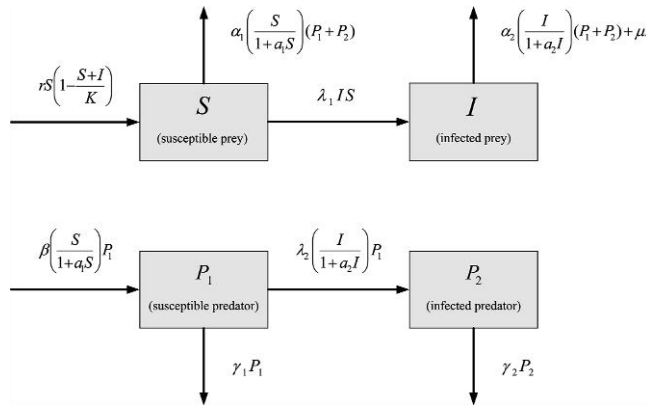 α₁(S/(1+a₁S))(P₁+P₂)
α₂(I/(1+a₂I))(P₁+P₂)+μ
rS(1−(S+I)/K)
S
(susceptible prey)
λ₁IS
I
(infected prey)
β(S/(1+a₁S))P₁
P₁
(susceptible predator)
λ₂(I/(1+a₂I))P₁
P₂
(infected predator)
γ₁P₁
γ₂P₂